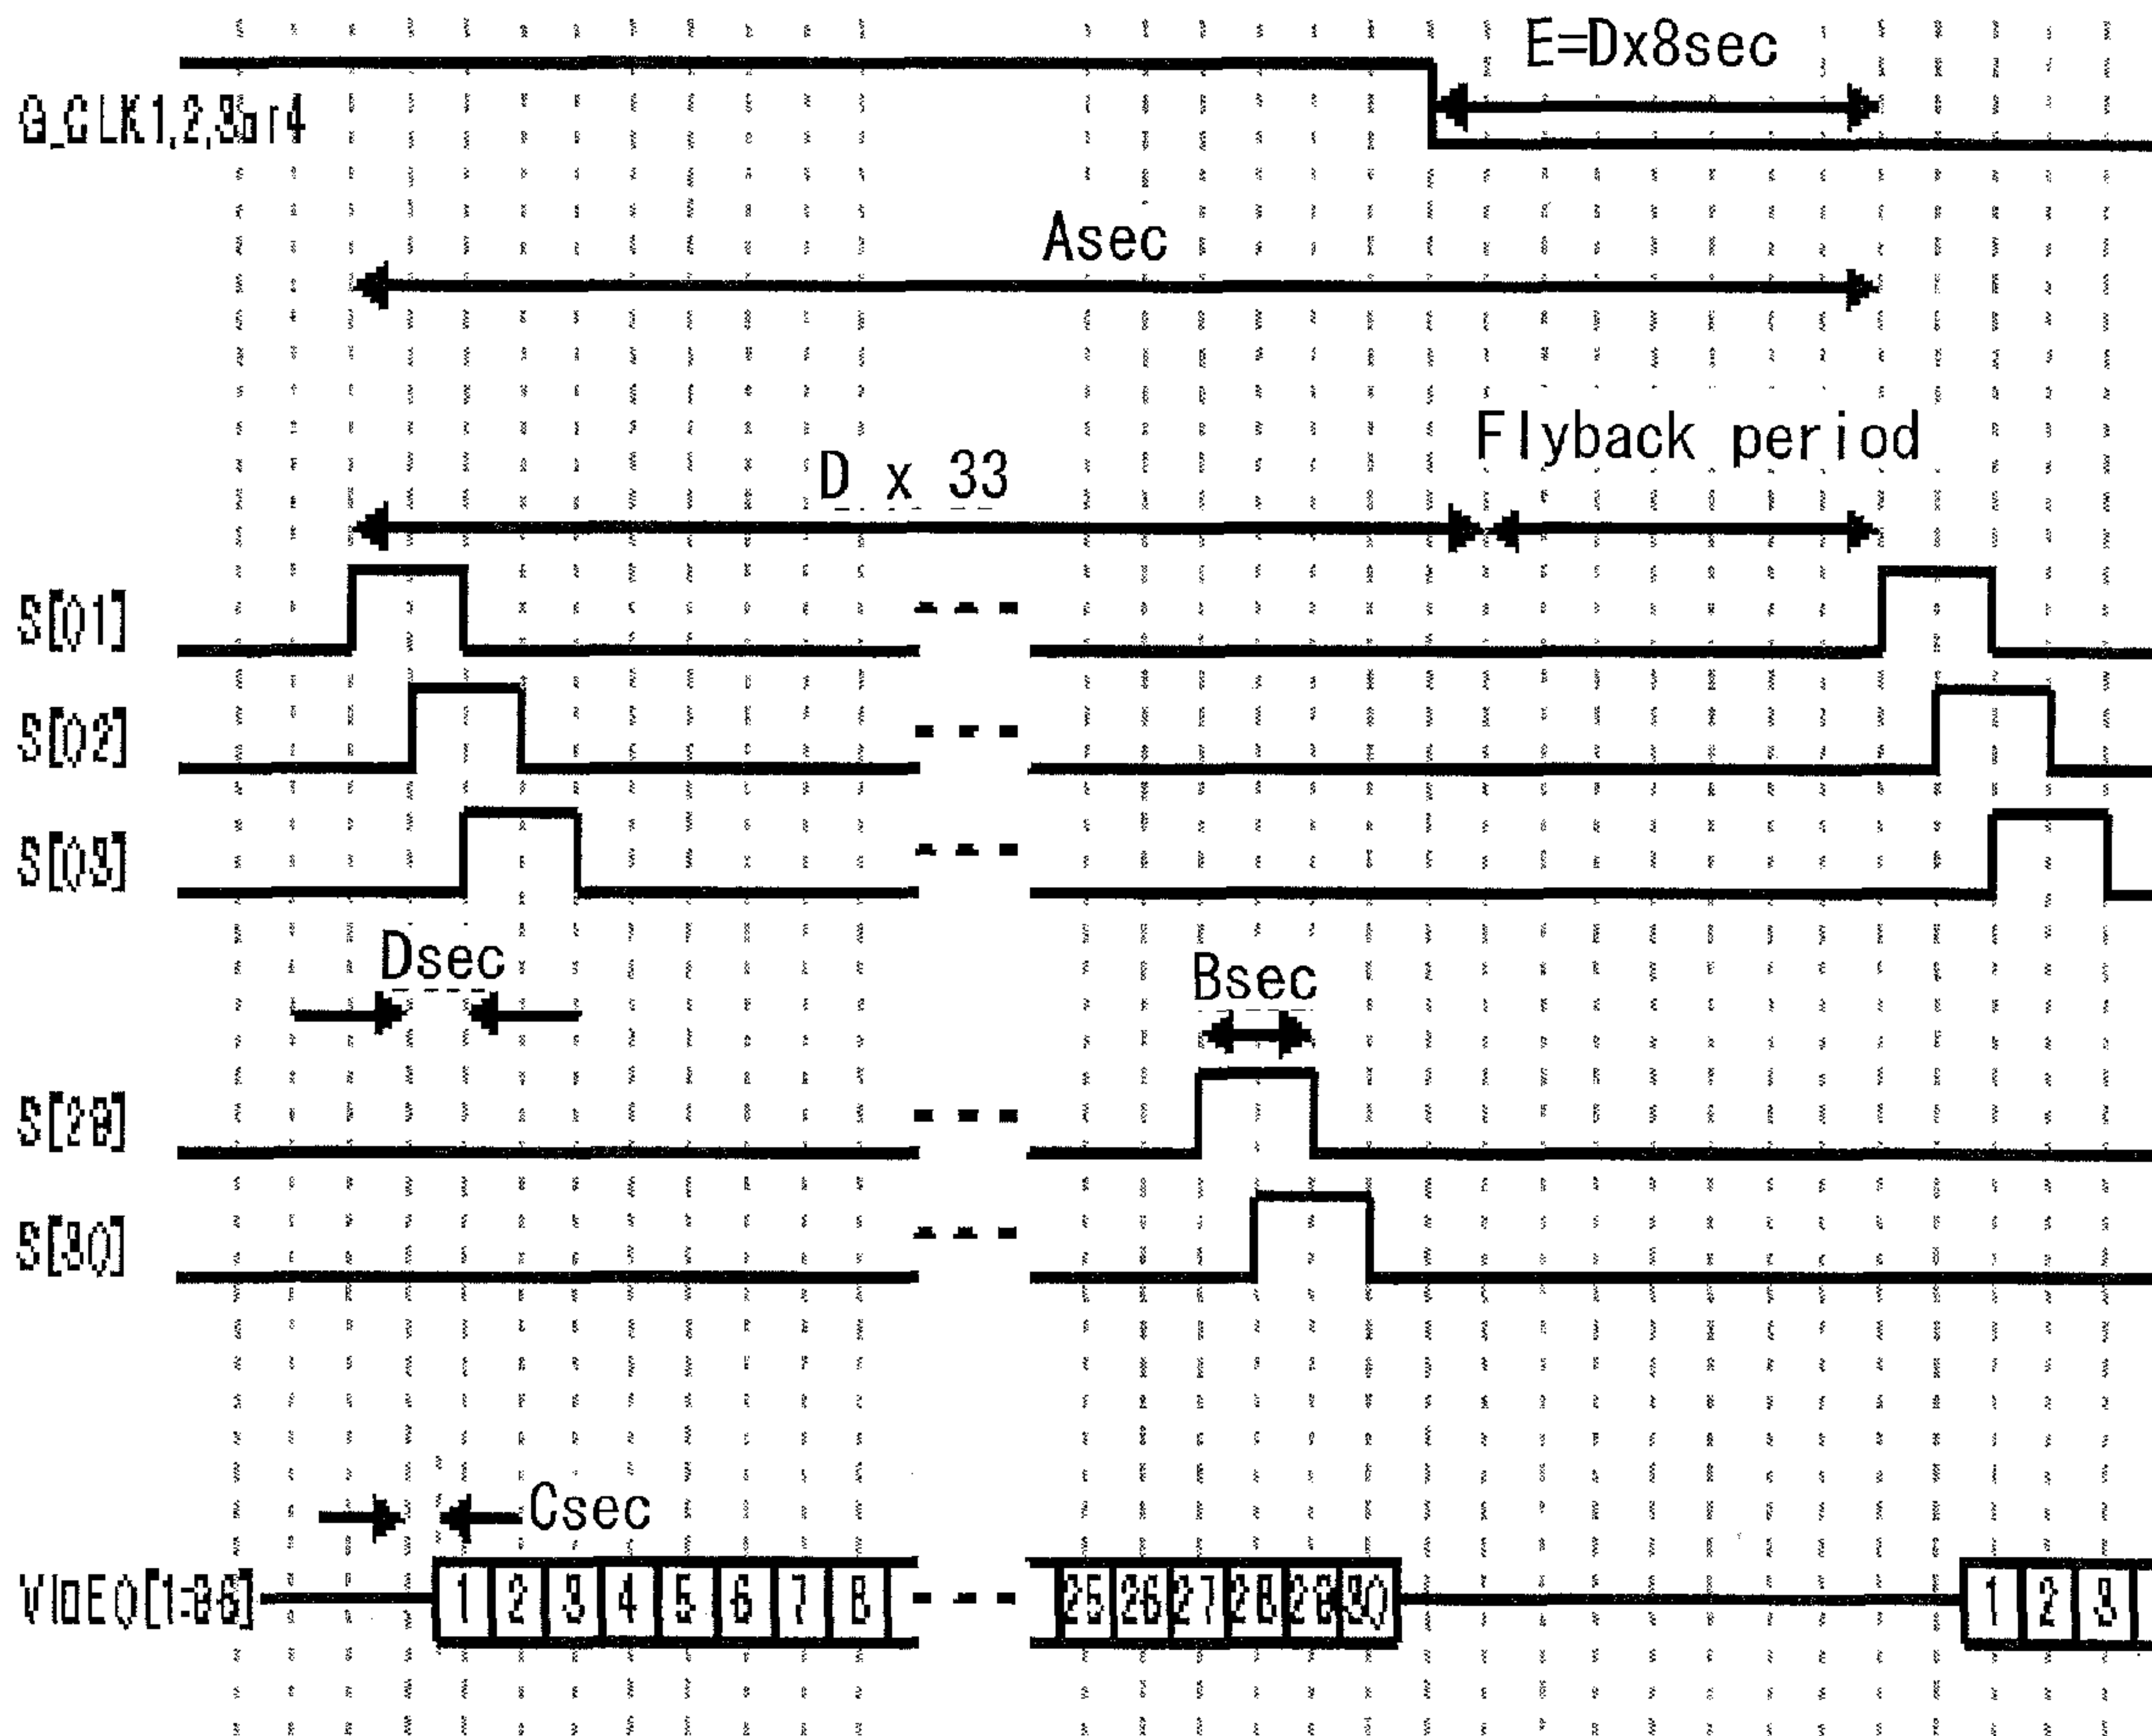 E=Dx8sec
G_CLK1,2,3or4
Asec
Flyback period
D x 33
S[01]
S[02]
S[03]
Dsec
Bsec
S[29]
S[30]
Csec
VIDEO[1:36]
1 2 3 4 5 6 7 8 25 26 27 28 29 30 1 2 3